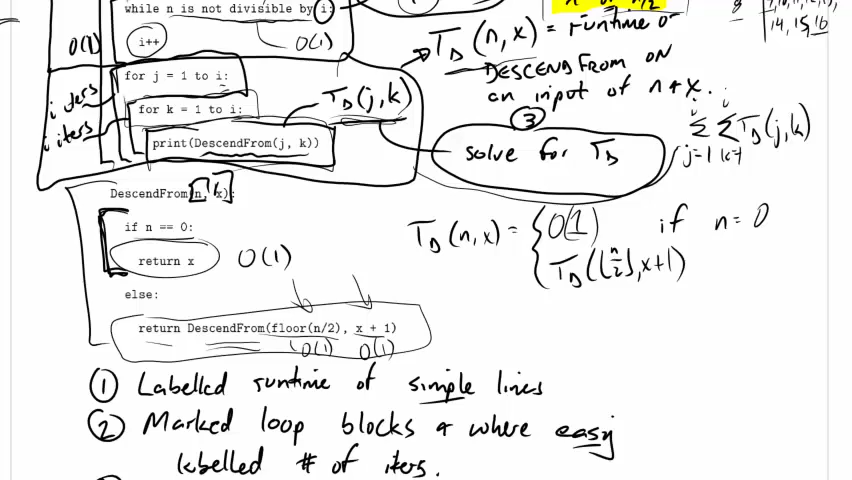 while n is not divisible by i:
i++
O(1)
O(1)
for j = 1 to i:
i iters
for k = 1 to i:
i iters
print(DescendFrom(j, k))
T_D(j,k)
T_D(n,x) = runtime of
DESCENDFROM ON
an input of n + x.
14, 15, 16
③
solve for T_D
i i
Σ Σ T_D(j,k)
j=1 k=1
DescendFrom(n, x):
if n == 0:
return x
O(1)
else:
return DescendFrom(floor(n/2), x + 1)
O(1) O(1)
T_D(n,x) = { O(1) if n = 0
T_D(⌊n/2⌋, x+1)
① Labelled runtime of simple lines
② Marked loop blocks + where easy
labelled # of iters.